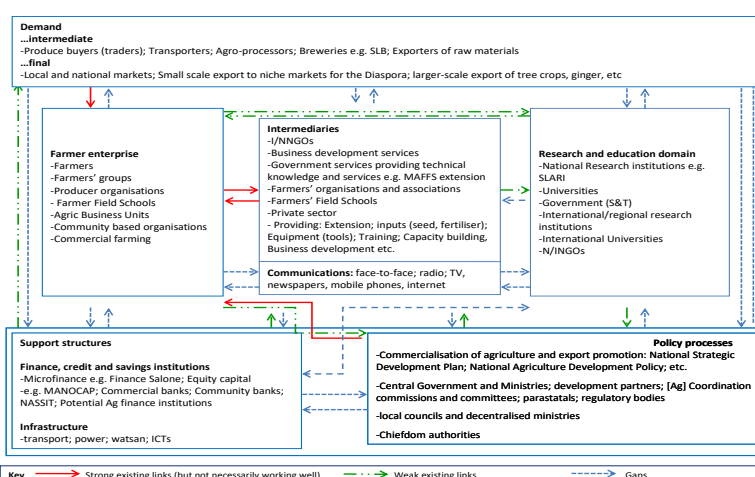 Demand
...intermediate
-Produce buyers (traders); Transporters; Agro-processors; Breweries e.g. SLB; Exporters of raw materials
...final
-Local and national markets; Small scale export to niche markets for the Diaspora; larger-scale export of tree crops, ginger, etc
Farmer enterprise
-Farmers
-Farmers' groups
-Producer organisations
- Farmer Field Schools
-Agric Business Units
-Community based organisations
-Commercial farming
Intermediaries
-I/NNGOs
-Business development services
-Government services providing technical
knowledge and services e.g. MAFFS extension
-Farmers' organisations and associations
-Farmers' Field Schools
-Private sector
- Providing: Extension; inputs (seed, fertiliser);
Equipment (tools); Training; Capacity building,
Business development etc.
Communications: face-to-face; radio; TV,
newspapers, mobile phones, internet
Research and education domain
-National Research institutions e.g.
SLARI
-Universities
-Government (S&T)
-International/regional research
institutions
-International Universities
-N/INGOs
Support structures
Finance, credit and savings institutions
-Microfinance e.g. Finance Salone; Equity capital
-e.g. MANOCAP; Commercial banks; Community banks;
NASSIT; Potential Ag finance institutions
Infrastructure
-transport; power; watsan; ICTs
Policy processes
-Commercialisation of agriculture and export promotion: National Strategic
Development Plan; National Agriculture Development Policy; etc.
-Central Government and Ministries; development partners; [Ag] Coordination
commissions and committees; parastatals; regulatory bodies
-local councils and decentralised ministries
-Chiefdom authorities
Key Strong existing links (but not necessarily working well) Weak existing links Gaps